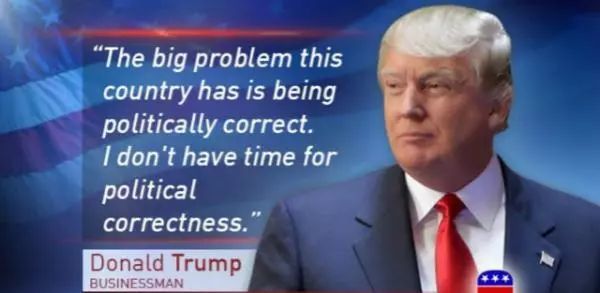 “The big problem this
country has is being
politically correct.
I don't have time for
political
correctness.”
Donald Trump
BUSINESSMAN